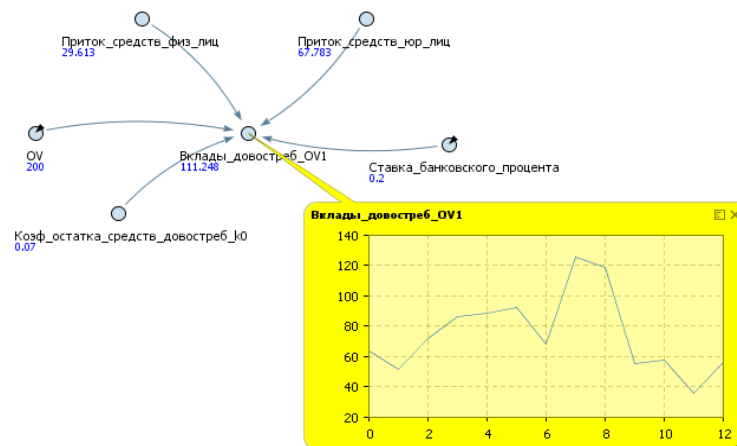 Приток_средств_физ_лиц
29.613
Приток_средств_юр_лиц
67.783
OV
200
Вклады_довостреб_OV1
111.248
Ставка_банковского_процента
0.2
Коэф_остатка_средств_довостреб_k0
0.07
Вклады_довостреб_OV1
140
120
100
80
60
40
20
0 2 4 6 8 10 12